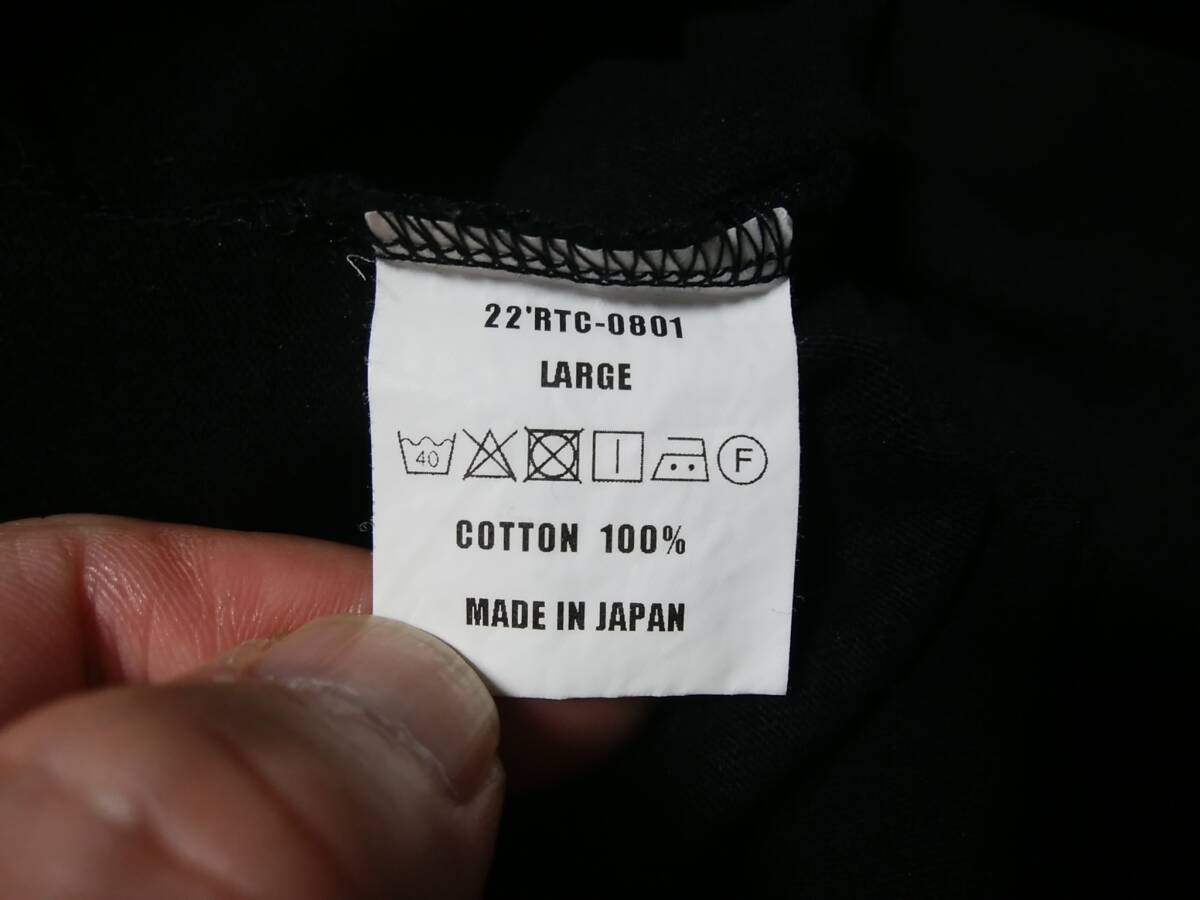 22'RTC-0801
LARGE
40 F
COTTON 100%
MADE IN JAPAN